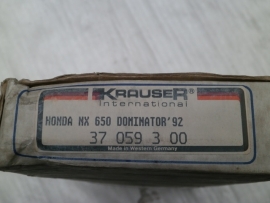 KRAUSER
International
HONDA NX 650 DOMINATOR'92
37 059 3 00
Made in Western Germany